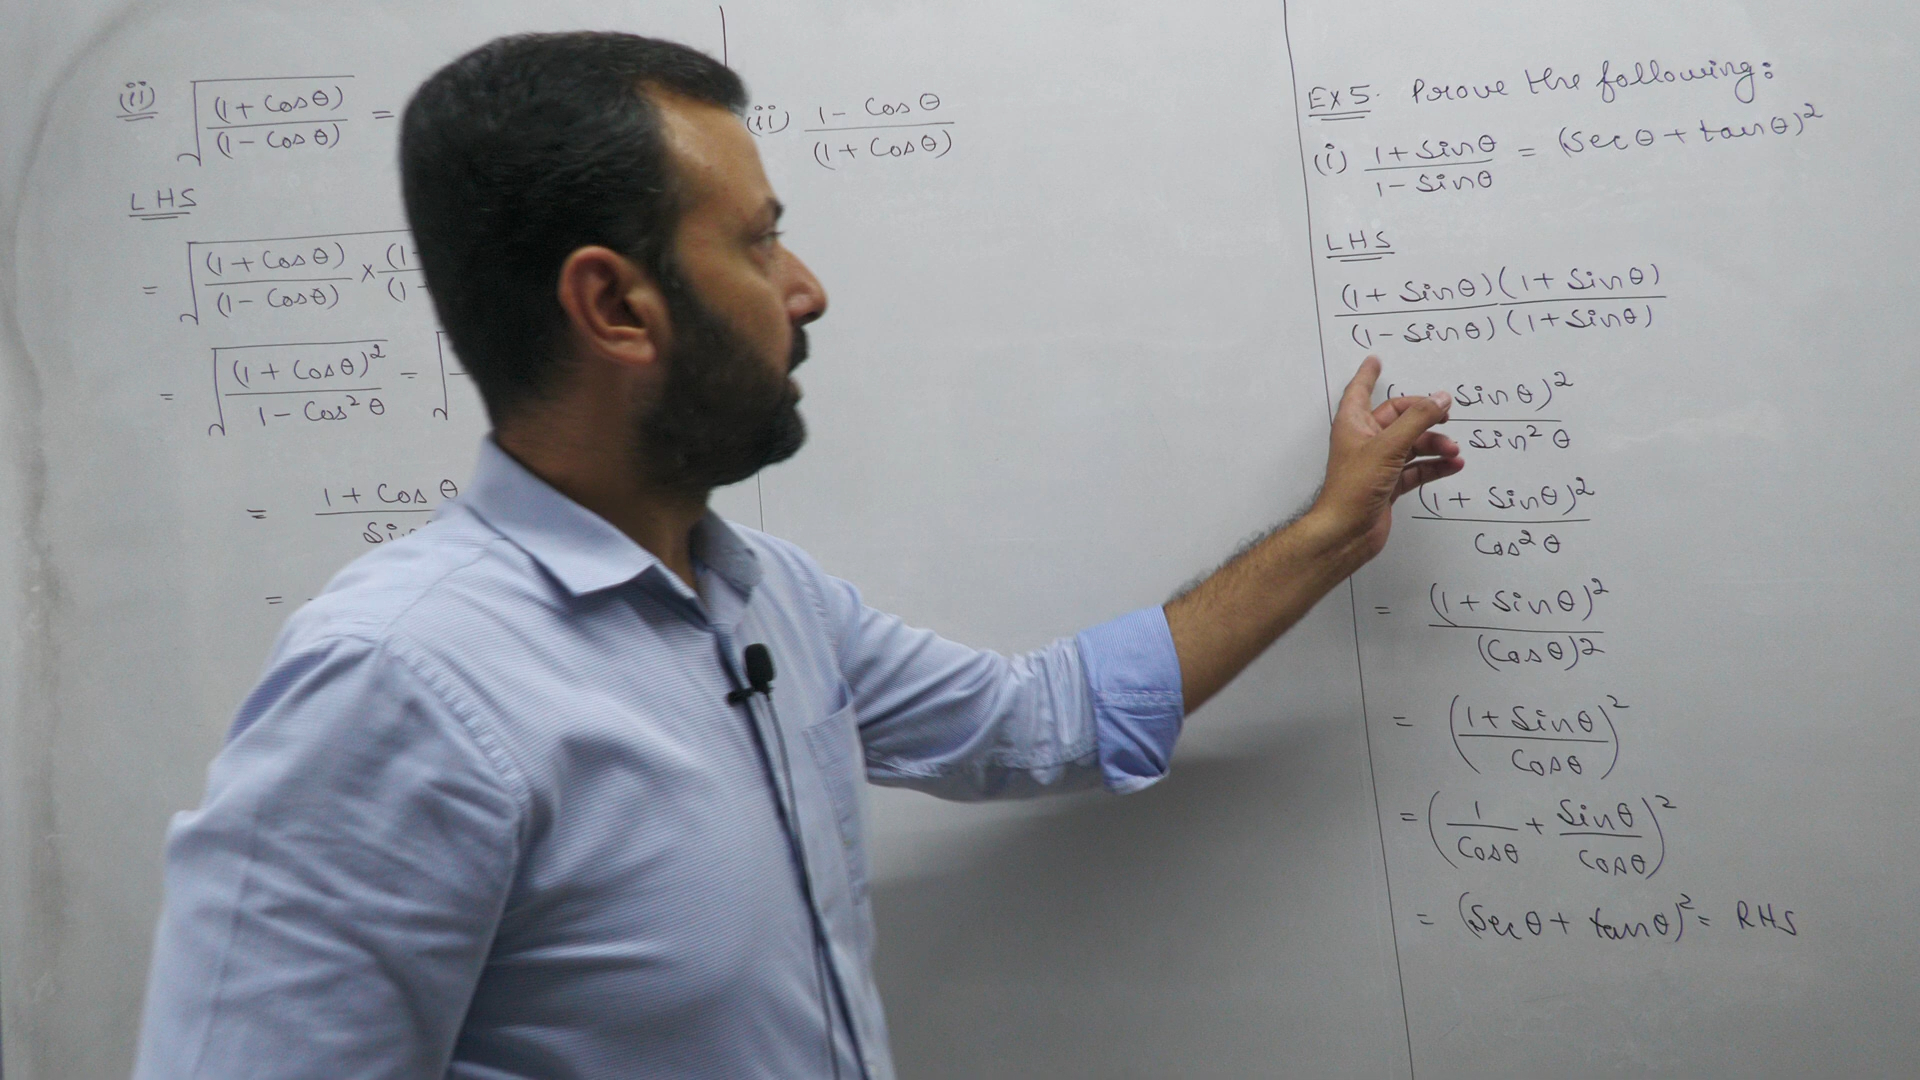 (ii) √((1 + Cosθ)/(1 - Cosθ)) =
LHS
= √((1 + Cosθ)/(1 - Cosθ) × (1
= √((1 + Cosθ)²/(1 - Cos²θ)) = √
= (1 + Cosθ)/Sin
=
(ii) (1 - Cosθ)/(1 + Cosθ)
EX 5. Prove the following:
(i) (1 + Sinθ)/(1 - Sinθ) = (Secθ + tanθ)²
LHS
(1 + Sinθ)(1 + Sinθ)
(1 - Sinθ)(1 + Sinθ)
Sinθ)²
Sin²θ
(1 + Sinθ)²
Cos²θ
= (1 + Sinθ)²
(Cosθ)²
= ((1 + Sinθ)/Cosθ)²
= (1/Cosθ + Sinθ/Cosθ)²
= (Secθ + tanθ)² = RHS